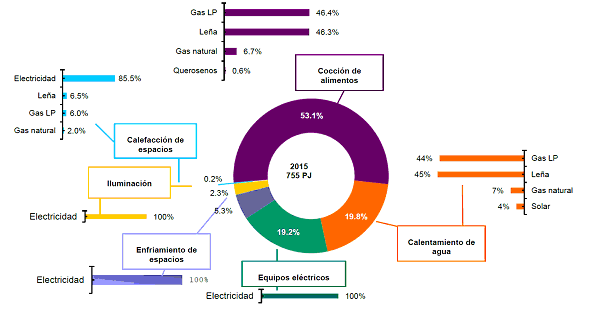 Gas LP 46.4%
Leña 46.3%
Gas natural 6.7%
Querosenos 0.6%
Cocción de
alimentos
Electricidad 85.5%
Leña 6.5%
Gas LP 6.0%
Gas natural 2.0%
Calefacción de
espacios
53.1%
2015
755 PJ
0.2%
2.3%
5.3%
19.2%
19.8%
44% Gas LP
45% Leña
7% Gas natural
4% Solar
Calentamiento de
agua
Iluminación
Electricidad 100%
Enfriamiento de
espacios
Electricidad 100%
Equipos eléctricos
Electricidad 100%